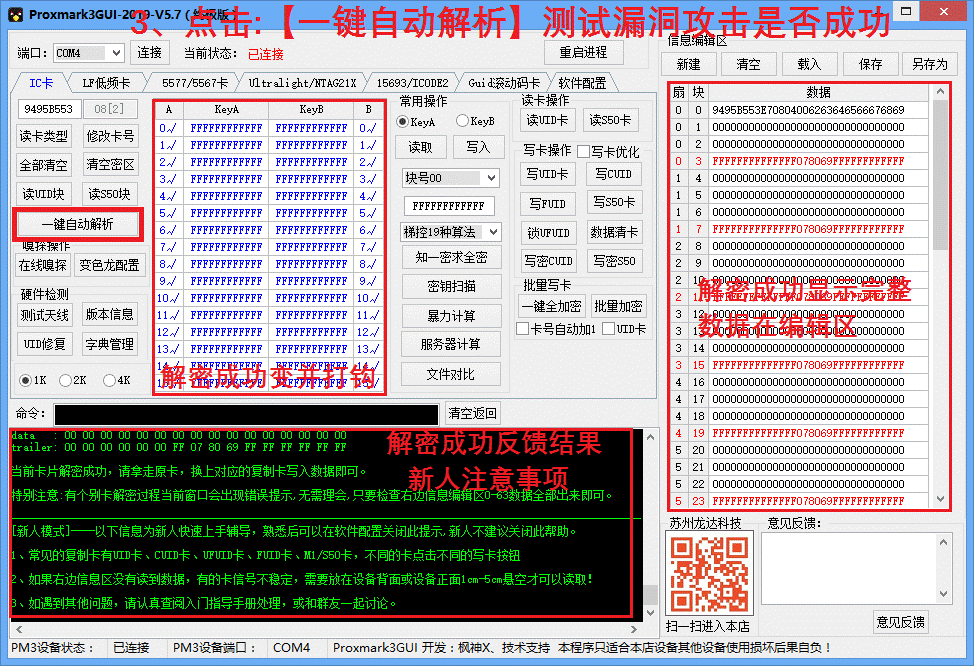 Proxmark3GUI-2019-V5.7 (终极版)
3、点击:【一键自动解析】测试漏洞攻击是否成功
端口: COM4 连接 当前状态: 已连接 重启进程
IC卡 LF低频卡 5577/5567卡 Ultralight/NTAG21X 15693/ICODE2 Guid滚动码卡 软件配置
9495B553 08[2]
读卡类型 修改卡号
全部清空 清空密区
读UID块 读S50块
一键自动解析
嗅探操作
在线嗅探 变色龙配置
硬件检测
测试天线 版本信息
UID修复 字典管理
1K 2K 4K
A KeyA KeyB B
0.√ FFFFFFFFFFFF FFFFFFFFFFFF 0.√
1.√ FFFFFFFFFFFF FFFFFFFFFFFF 1.√
2.√ FFFFFFFFFFFF FFFFFFFFFFFF 2.√
3.√ FFFFFFFFFFFF FFFFFFFFFFFF 3.√
4.√ FFFFFFFFFFFF FFFFFFFFFFFF 4.√
5.√ FFFFFFFFFFFF FFFFFFFFFFFF 5.√
6.√ FFFFFFFFFFFF FFFFFFFFFFFF 6.√
7.√ FFFFFFFFFFFF FFFFFFFFFFFF 7.√
8.√ FFFFFFFFFFFF FFFFFFFFFFFF 8.√
9.√ FFFFFFFFFFFF FFFFFFFFFFFF 9.√
10.√ FFFFFFFFFFFF FFFFFFFFFFFF 10.√
11.√ FFFFFFFFFFFF FFFFFFFFFFFF 11.√
12.√ FFFFFFFFFFFF FFFFFFFFFFFF 12.√
13.√ FFFFFFFFFFFF FFFFFFFFFFFF 13.√
解密成功变开打钩
常用操作
KeyA KeyB
读取 写入
块号00
FFFFFFFFFFFF
梯控19种算法
知一密求全密
密钥扫描
暴力计算
服务器计算
文件对比
读卡操作
读UID卡 读S50卡
写卡操作 写卡优化
写UID卡 写CUID
写FUID 写S50卡
锁UFUID 数据清卡
写密CUID 写密S50
批量写卡
一键全加密 批量加密
卡号自动加1 UID卡
信息编辑区
新建 清空 载入 保存 另存为
扇 块 数据
0 0 9495B553E70804006263646566676869
0 1 00000000000000000000000000000000
0 2 00000000000000000000000000000000
0 3 FFFFFFFFFFFFFF078069FFFFFFFFFFFF
1 4 00000000000000000000000000000000
1 5 00000000000000000000000000000000
1 6 00000000000000000000000000000000
1 7 FFFFFFFFFFFFFF078069FFFFFFFFFFFF
2 8 00000000000000000000000000000000
2 9 00000000000000000000000000000000
2 10
解密成功显示完整
数据在编辑区
3 14 00000000000000000000000000000000
3 15 FFFFFFFFFFFFFF078069FFFFFFFFFFFF
4 16 00000000000000000000000000000000
4 17 00000000000000000000000000000000
4 18 00000000000000000000000000000000
4 19 FFFFFFFFFFFFFF078069FFFFFFFFFFFF
5 20 00000000000000000000000000000000
5 21 00000000000000000000000000000000
5 22 00000000000000000000000000000000
5 23 FFFFFFFFFFFFFF078069FFFFFFFFFFFF
命令: 清空返回
data : 00 00 00 00 00 00 00 00 00 00 00 00 00 00 00 00
trailer: 00 00 00 00 00 00 FF 07 80 69 FF FF FF FF FF FF
解密成功反馈结果
新人注意事项
当前卡片解密成功，请拿走原卡，换上对应的复制卡写入数据即可。
特别注意:有个别卡解密过程当前窗口会出现错误提示,无需理会,只要检查右边信息编辑区0-63数据全部出来即可。
[新人模式]——以下信息为新人快速上手辅导，熟悉后可以在软件配置关闭此提示,新人不建议关闭此帮助。
1、常见的复制卡有UID卡、CUID卡、UFUID卡、FUID卡、M1/S50卡，不同的卡点击不同的写卡按钮
2、如果右边信息区没有读到数据，有的卡信号不稳定，需要放在设备背面或设备正面1cm-5cm悬空才可以读取！
3、如遇到其他问题，请认真查阅入门指导手册处理，或和群友一起讨论。
苏州龙达科技 意见反馈:
扫一扫进入本店 意见反馈
PM3设备状态： 已连接 PM3设备端口： COM4 Proxmark3GUI 开发：枫神X、技术支持 本程序只适合本店设备其他设备使用损坏后果自负！